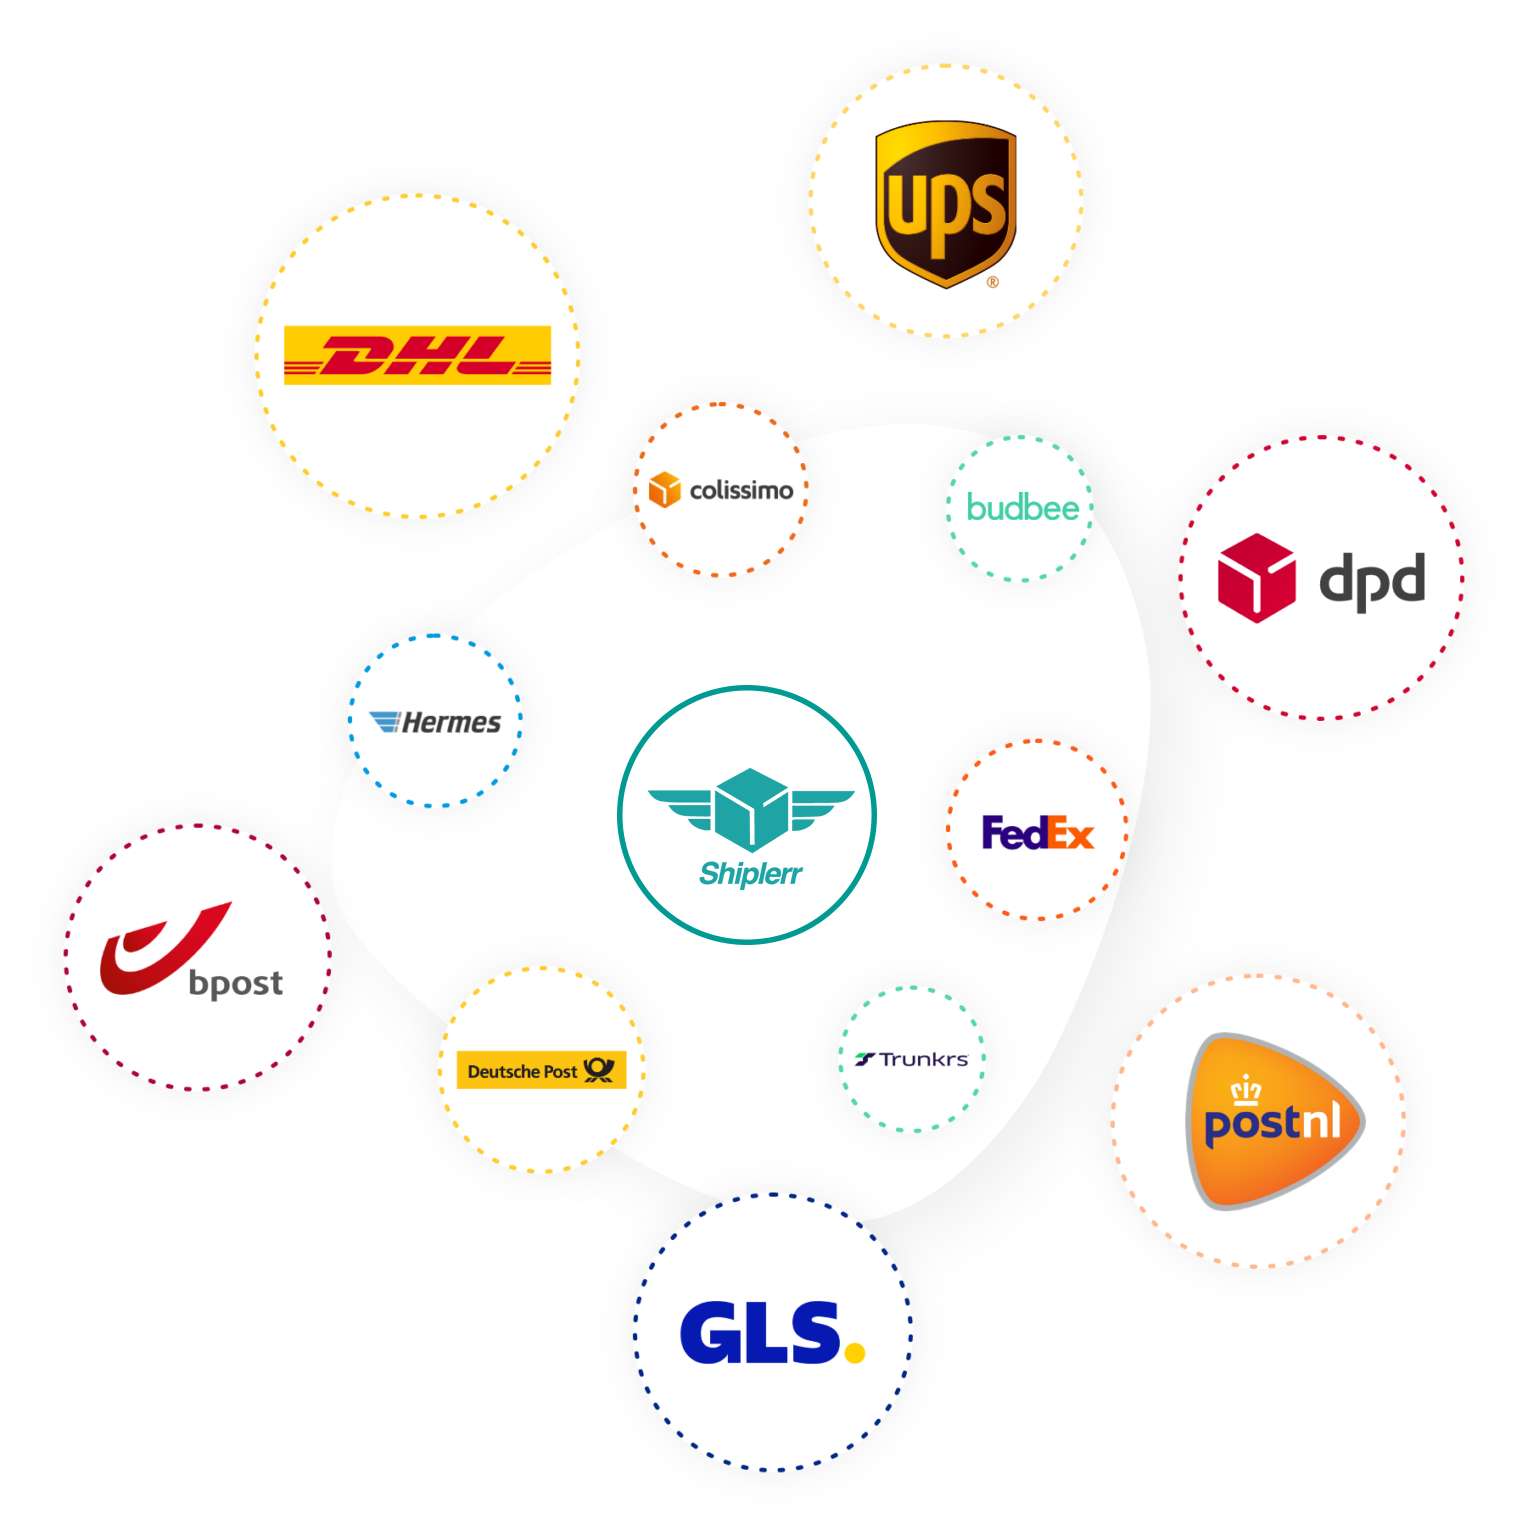 ups
®
DHL
colissimo
budbee
dpd
Hermes
Shiplerr
FedEx
bpost
Deutsche Post
Trunkrs
postnl
GLS.